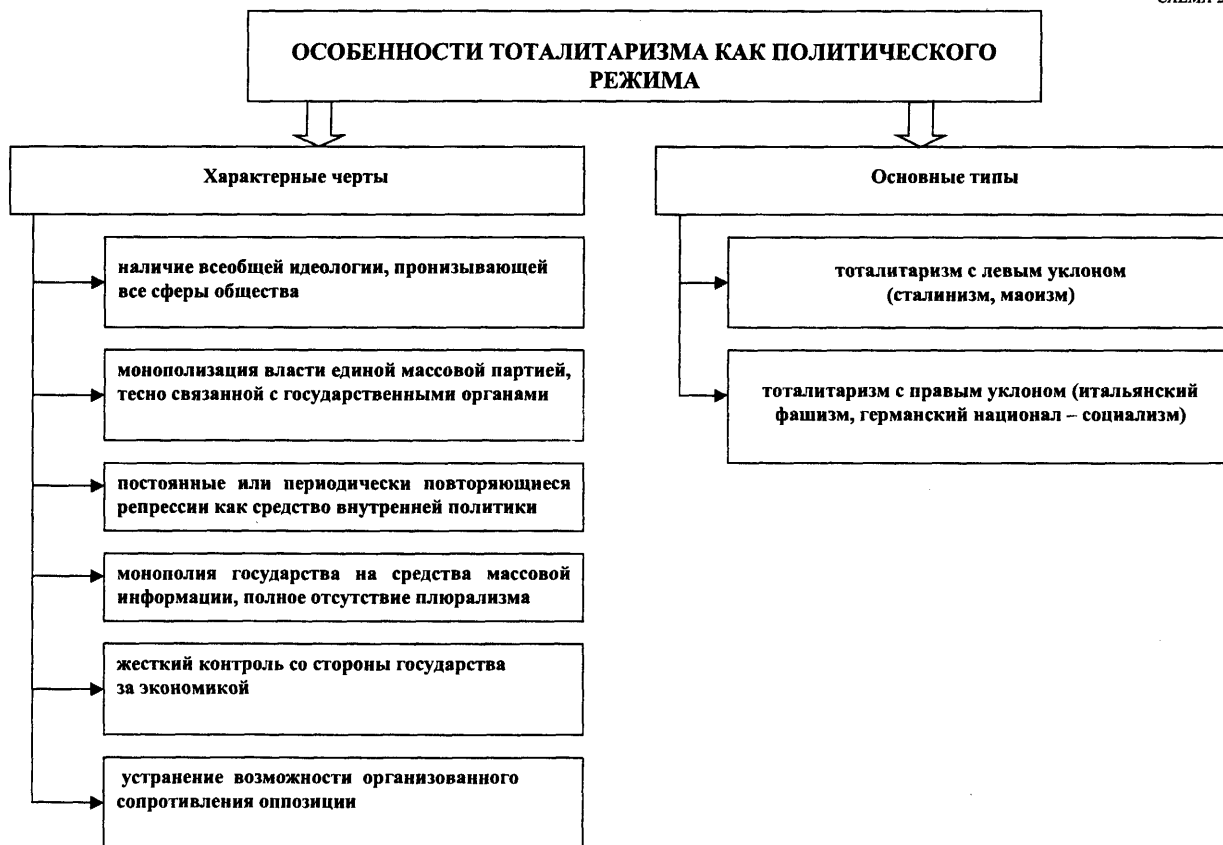 ОСОБЕННОСТИ ТОТАЛИТАРИЗМА КАК ПОЛИТИЧЕСКОГО
РЕЖИМА
Характерные черты
наличие всеобщей идеологии, пронизывающей
все сферы общества
монополизация власти единой массовой партией,
тесно связанной с государственными органами
постоянные или периодически повторяющиеся
репрессии как средство внутренней политики
монополия государства на средства массовой
информации, полное отсутствие плюрализма
жесткий контроль со стороны государства
за экономикой
устранение возможности организованного
сопротивления оппозиции
Основные типы
тоталитаризм с левым уклоном
(сталинизм, маоизм)
тоталитаризм с правым уклоном (итальянский
фашизм, германский национал – социализм)